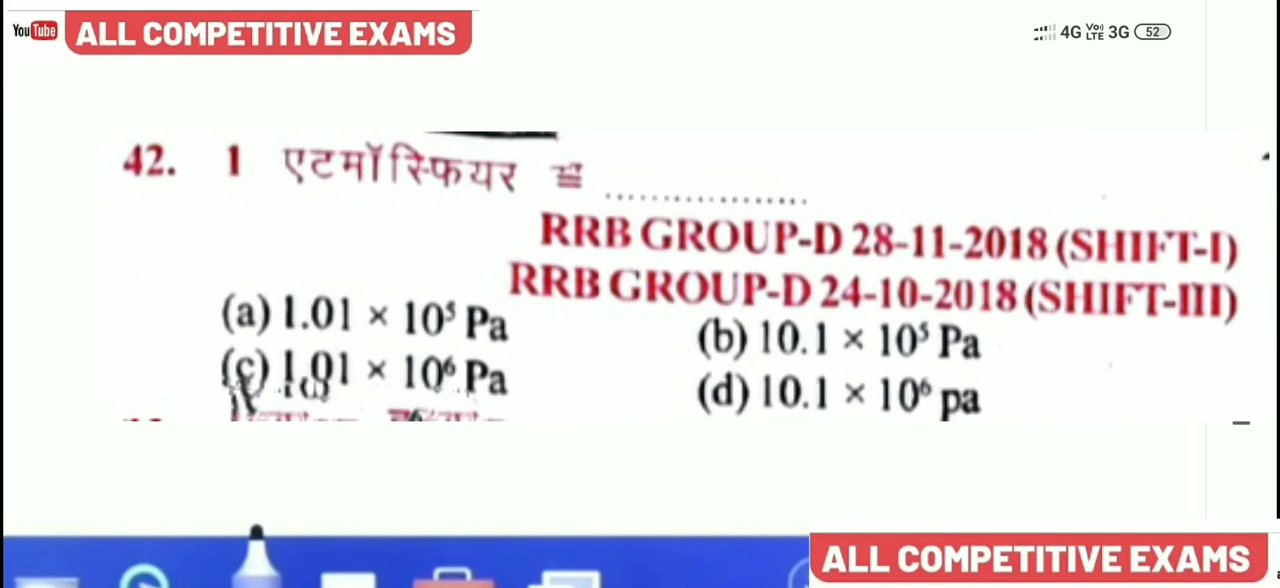 YouTube ALL COMPETITIVE EXAMS
4G VoLTE 3G 52
42. 1 एटमॉस्फियर ≅ ....................
RRB GROUP-D 28-11-2018 (SHIFT-I)
RRB GROUP-D 24-10-2018 (SHIFT-III)
(a) 1.01 × 10⁵ Pa
(b) 10.1 × 10⁵ Pa
(c) 1.01 × 10⁶ Pa
(d) 10.1 × 10⁶ pa
ALL COMPETITIVE EXAMS